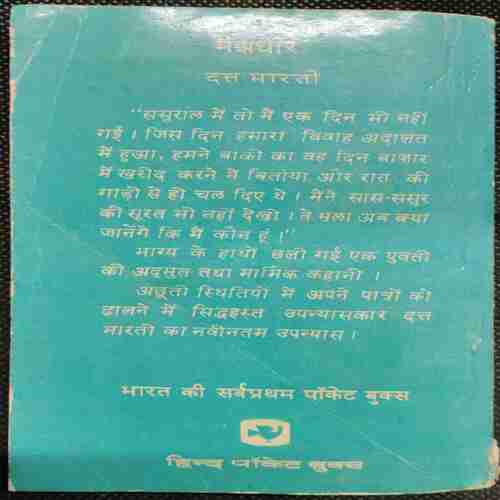 मंझधार
दत्त भारती
"ससुराल में तो मैं एक दिन भी नहीं
गई । जिस दिन हमारा विवाह अदालत
में हुआ, हमने बाकी का वह दिन बाज़ार
में खरीद करने में बिताया और रात की
गाड़ी से ही चल दिए थे । मैंने सास-ससुर
की सूरत भी नहीं देखी । वे भला अब क्या
जानेंगे कि मैं कौन हूं ।"
भाग्य के हाथों छली गई एक युवती
की अद्भुत तथा मार्मिक कहानी ।
अछूती स्थितियों में अपने पात्रों को
ढालने में सिद्धहस्त उपन्यासकार दत्त
भारती का नवीनतम उपन्यास ।
भारत की सर्वप्रथम पॉकेट बुक्स
हिन्द पॉकेट बुक्स